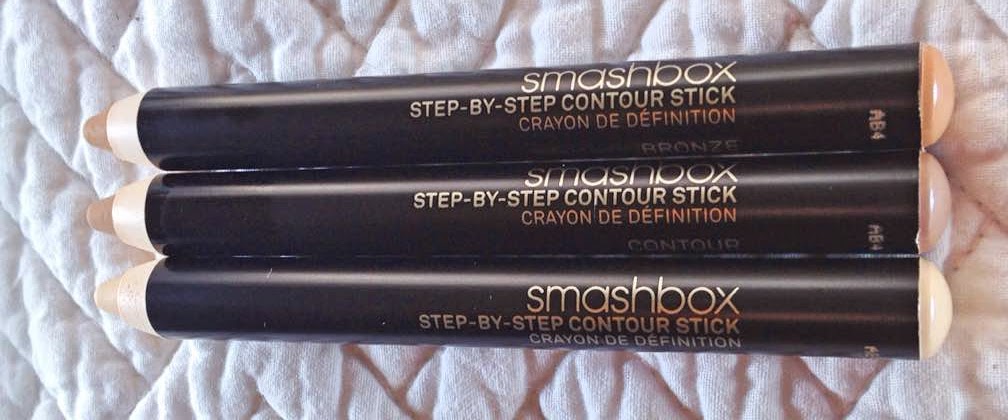 smashbox
STEP-BY-STEP CONTOUR STICK
CRAYON DE DÉFINITION
BRONZE
AB4
smashbox
STEP-BY-STEP CONTOUR STICK
CRAYON DE DÉFINITION
CONTOUR
AB4
smashbox
STEP-BY-STEP CONTOUR STICK
CRAYON DE DÉFINITION